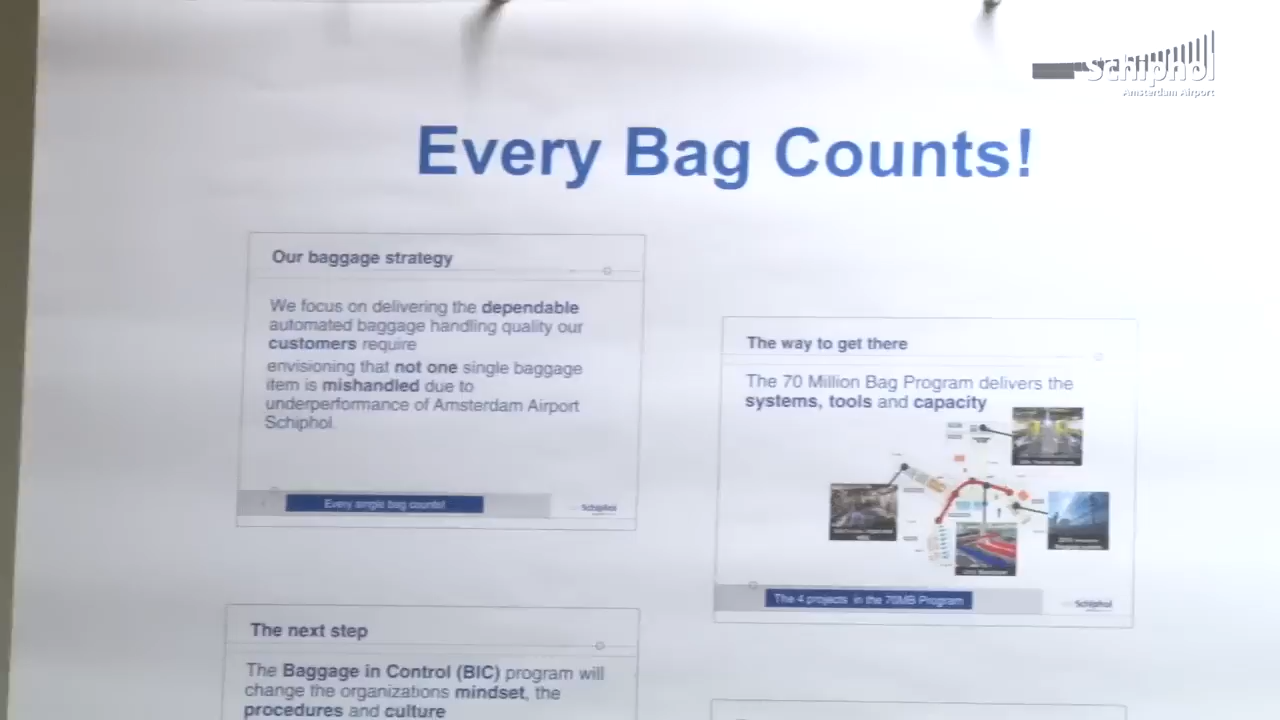 Schiphol
Amsterdam Airport
Every Bag Counts!
Our baggage strategy
We focus on delivering the dependable
automated baggage handling quality our
customers require
envisioning that not one single baggage
item is mishandled due to
underperformance of Amsterdam Airport
Schiphol.
Every single bag counts!
Schiphol
The way to get there
The 70 Million Bag Program delivers the
systems, tools and capacity
The 4 projects in the 70MB Program
Schiphol
The next step
The Baggage in Control (BIC) program will
change the organizations mindset, the
procedures and culture